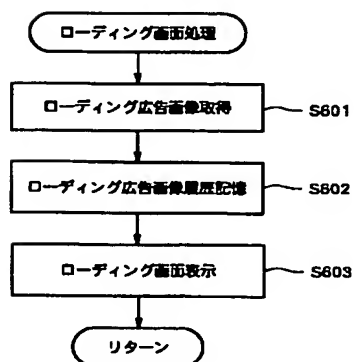 ローディング画面処理
ローディング広告画像取得
S601
ローディング広告画像履歴記憶
S602
ローディング画面表示
S603
リターン